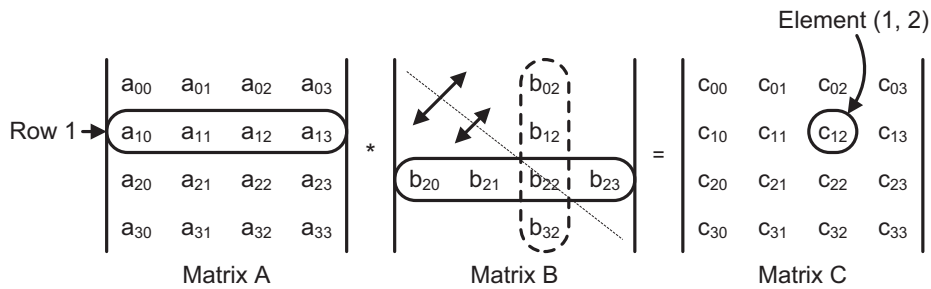 Element (1, 2)
a₀₀ a₀₁ a₀₂ a₀₃ b₀₂ c₀₀ c₀₁ c₀₂ c₀₃
Row 1 a₁₀ a₁₁ a₁₂ a₁₃ * b₁₂ = c₁₀ c₁₁ c₁₂ c₁₃
a₂₀ a₂₁ a₂₂ a₂₃ b₂₀ b₂₁ b₂₂ b₂₃ c₂₀ c₂₁ c₂₂ c₂₃
a₃₀ a₃₁ a₃₂ a₃₃ b₃₂ c₃₀ c₃₁ c₃₂ c₃₃
Matrix A Matrix B Matrix C